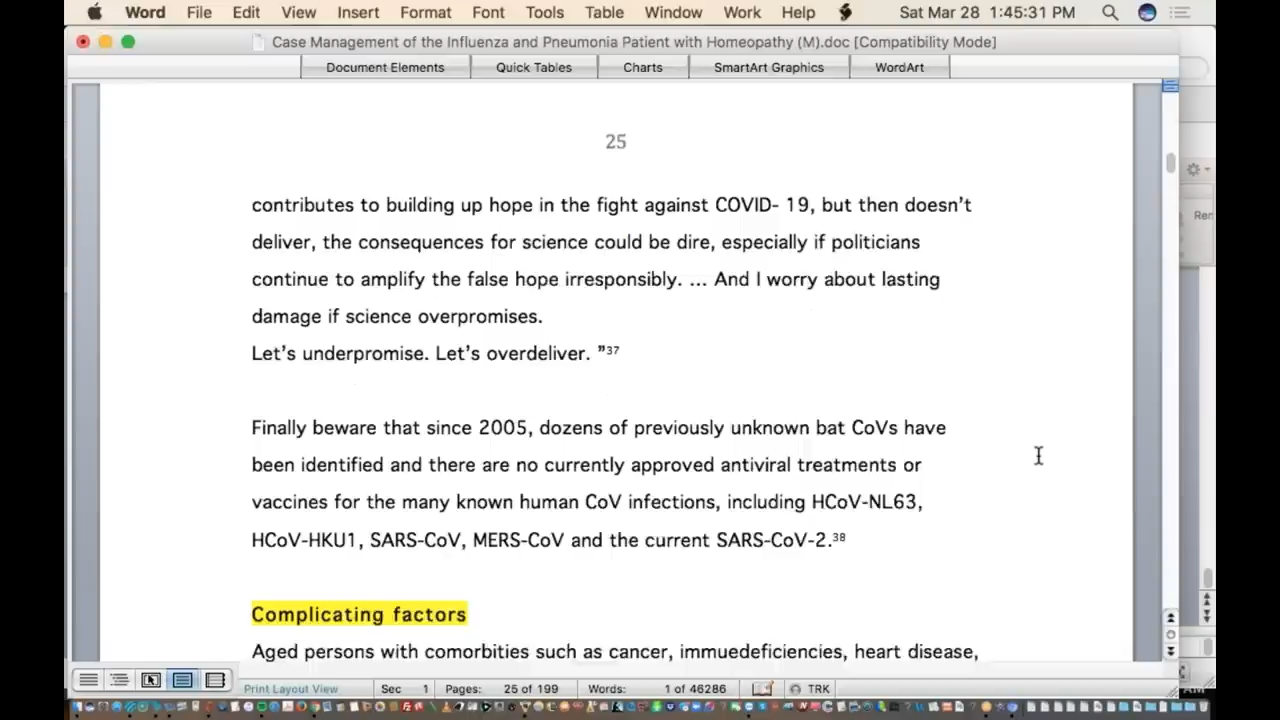 Word File Edit View Insert Format Font Tools Table Window Work Help Sat Mar 28 1:45:31 PM
Case Management of the Influenza and Pneumonia Patient with Homeopathy (M).doc [Compatibility Mode]
Document Elements Quick Tables Charts SmartArt Graphics WordArt
25
contributes to building up hope in the fight against COVID- 19, but then doesn’t
deliver, the consequences for science could be dire, especially if politicians
continue to amplify the false hope irresponsibly. ... And I worry about lasting
damage if science overpromises.
Let’s underpromise. Let’s overdeliver. ”37
Finally beware that since 2005, dozens of previously unknown bat CoVs have
been identified and there are no currently approved antiviral treatments or
vaccines for the many known human CoV infections, including HCoV-NL63,
HCoV-HKU1, SARS-CoV, MERS-CoV and the current SARS-CoV-2.38
Complicating factors
Aged persons with comorbities such as cancer, immuedeficiencies, heart disease,
Print Layout View Sec 1 Pages: 25 of 199 Words: 1 of 46286 TRK